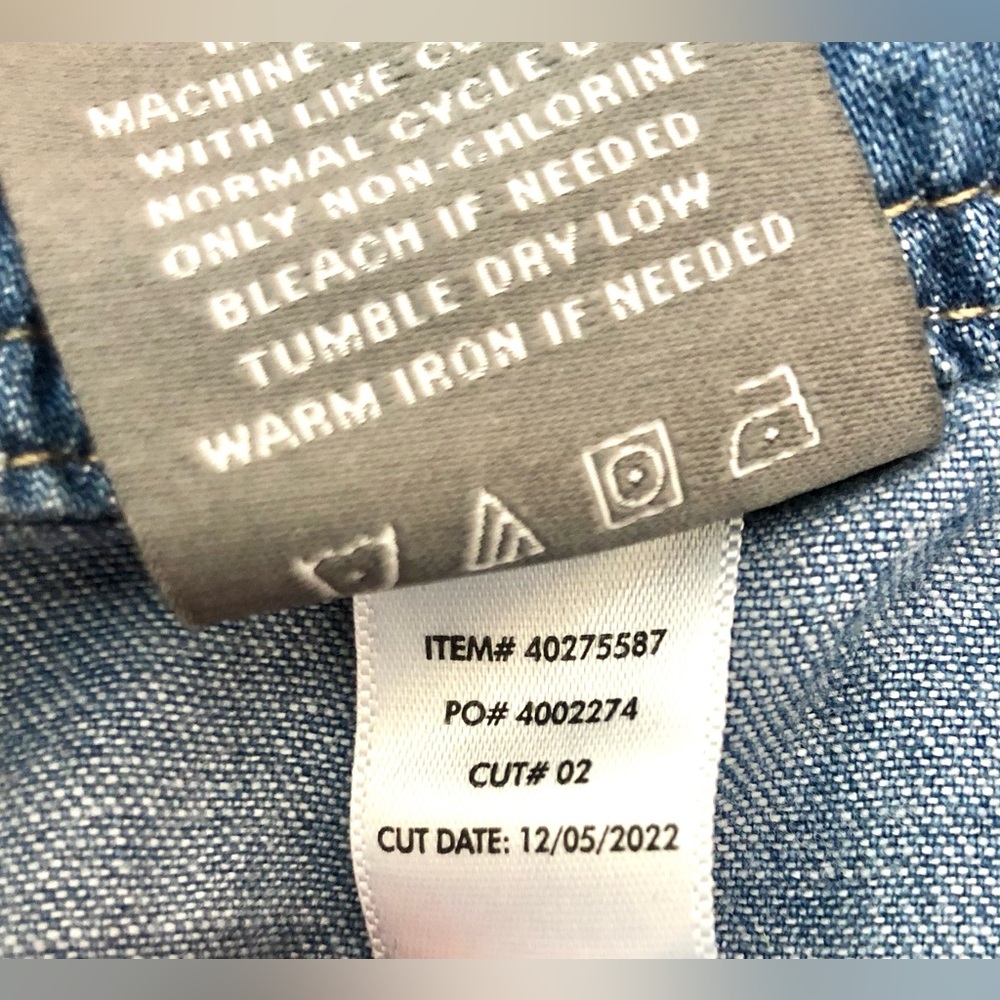 MACHINE
WITH LIKE
NORMAL CYCLE
ONLY NON-CHLORINE
BLEACH IF NEEDED
TUMBLE DRY LOW
WARM IRON IF NEEDED
ITEM# 40275587
PO# 4002274
CUT# 02
CUT DATE: 12/05/2022